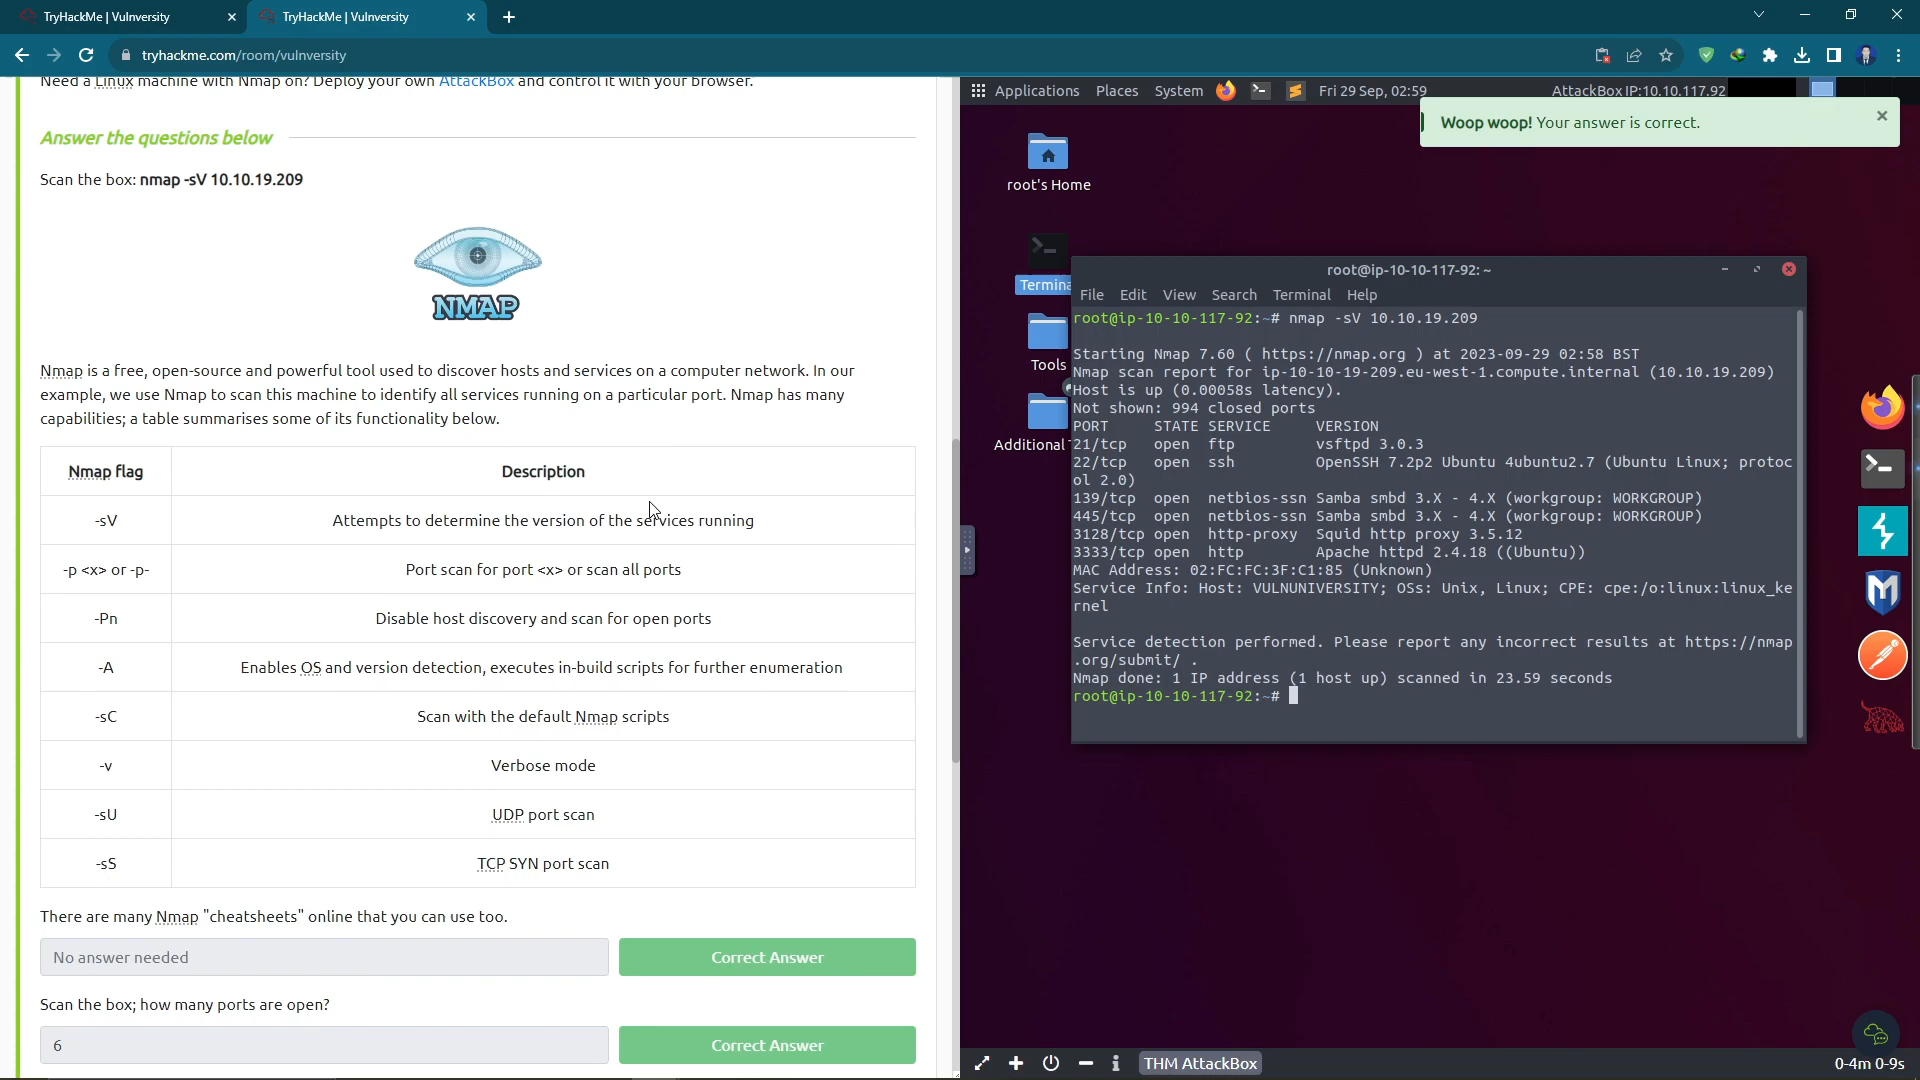 TryHackMe | Vulnversity
TryHackMe | Vulnversity
tryhackme.com/room/vulnversity
Need a Linux machine with Nmap on? Deploy your own AttackBox and control it with your browser.
Answer the questions below
Scan the box: nmap -sV 10.10.19.209
NMAP
Nmap is a free, open-source and powerful tool used to discover hosts and services on a computer network. In our
example, we use Nmap to scan this machine to identify all services running on a particular port. Nmap has many
capabilities; a table summarises some of its functionality below.
Nmap flag Description
-sV Attempts to determine the version of the services running
-p <x> or -p- Port scan for port <x> or scan all ports
-Pn Disable host discovery and scan for open ports
-A Enables OS and version detection, executes in-build scripts for further enumeration
-sC Scan with the default Nmap scripts
-v Verbose mode
-sU UDP port scan
-sS TCP SYN port scan
There are many Nmap "cheatsheets" online that you can use too.
No answer needed Correct Answer
Scan the box; how many ports are open?
6 Correct Answer
Applications Places System Fri 29 Sep, 02:59 AttackBox IP:10.10.117.92
Woop woop! Your answer is correct.
root's Home
Termina
Tools
Additional T
root@ip-10-10-117-92: ~
File Edit View Search Terminal Help
root@ip-10-10-117-92:~# nmap -sV 10.10.19.209
Starting Nmap 7.60 ( https://nmap.org ) at 2023-09-29 02:58 BST
Nmap scan report for ip-10-10-19-209.eu-west-1.compute.internal (10.10.19.209)
Host is up (0.00058s latency).
Not shown: 994 closed ports
PORT STATE SERVICE VERSION
21/tcp open ftp vsftpd 3.0.3
22/tcp open ssh OpenSSH 7.2p2 Ubuntu 4ubuntu2.7 (Ubuntu Linux; protoc
ol 2.0)
139/tcp open netbios-ssn Samba smbd 3.X - 4.X (workgroup: WORKGROUP)
445/tcp open netbios-ssn Samba smbd 3.X - 4.X (workgroup: WORKGROUP)
3128/tcp open http-proxy Squid http proxy 3.5.12
3333/tcp open http Apache httpd 2.4.18 ((Ubuntu))
MAC Address: 02:FC:FC:3F:C1:85 (Unknown)
Service Info: Host: VULNUNIVERSITY; OSs: Unix, Linux; CPE: cpe:/o:linux:linux_ke
rnel
Service detection performed. Please report any incorrect results at https://nmap
.org/submit/ .
Nmap done: 1 IP address (1 host up) scanned in 23.59 seconds
root@ip-10-10-117-92:~#
THM AttackBox
0-4m 0-9s